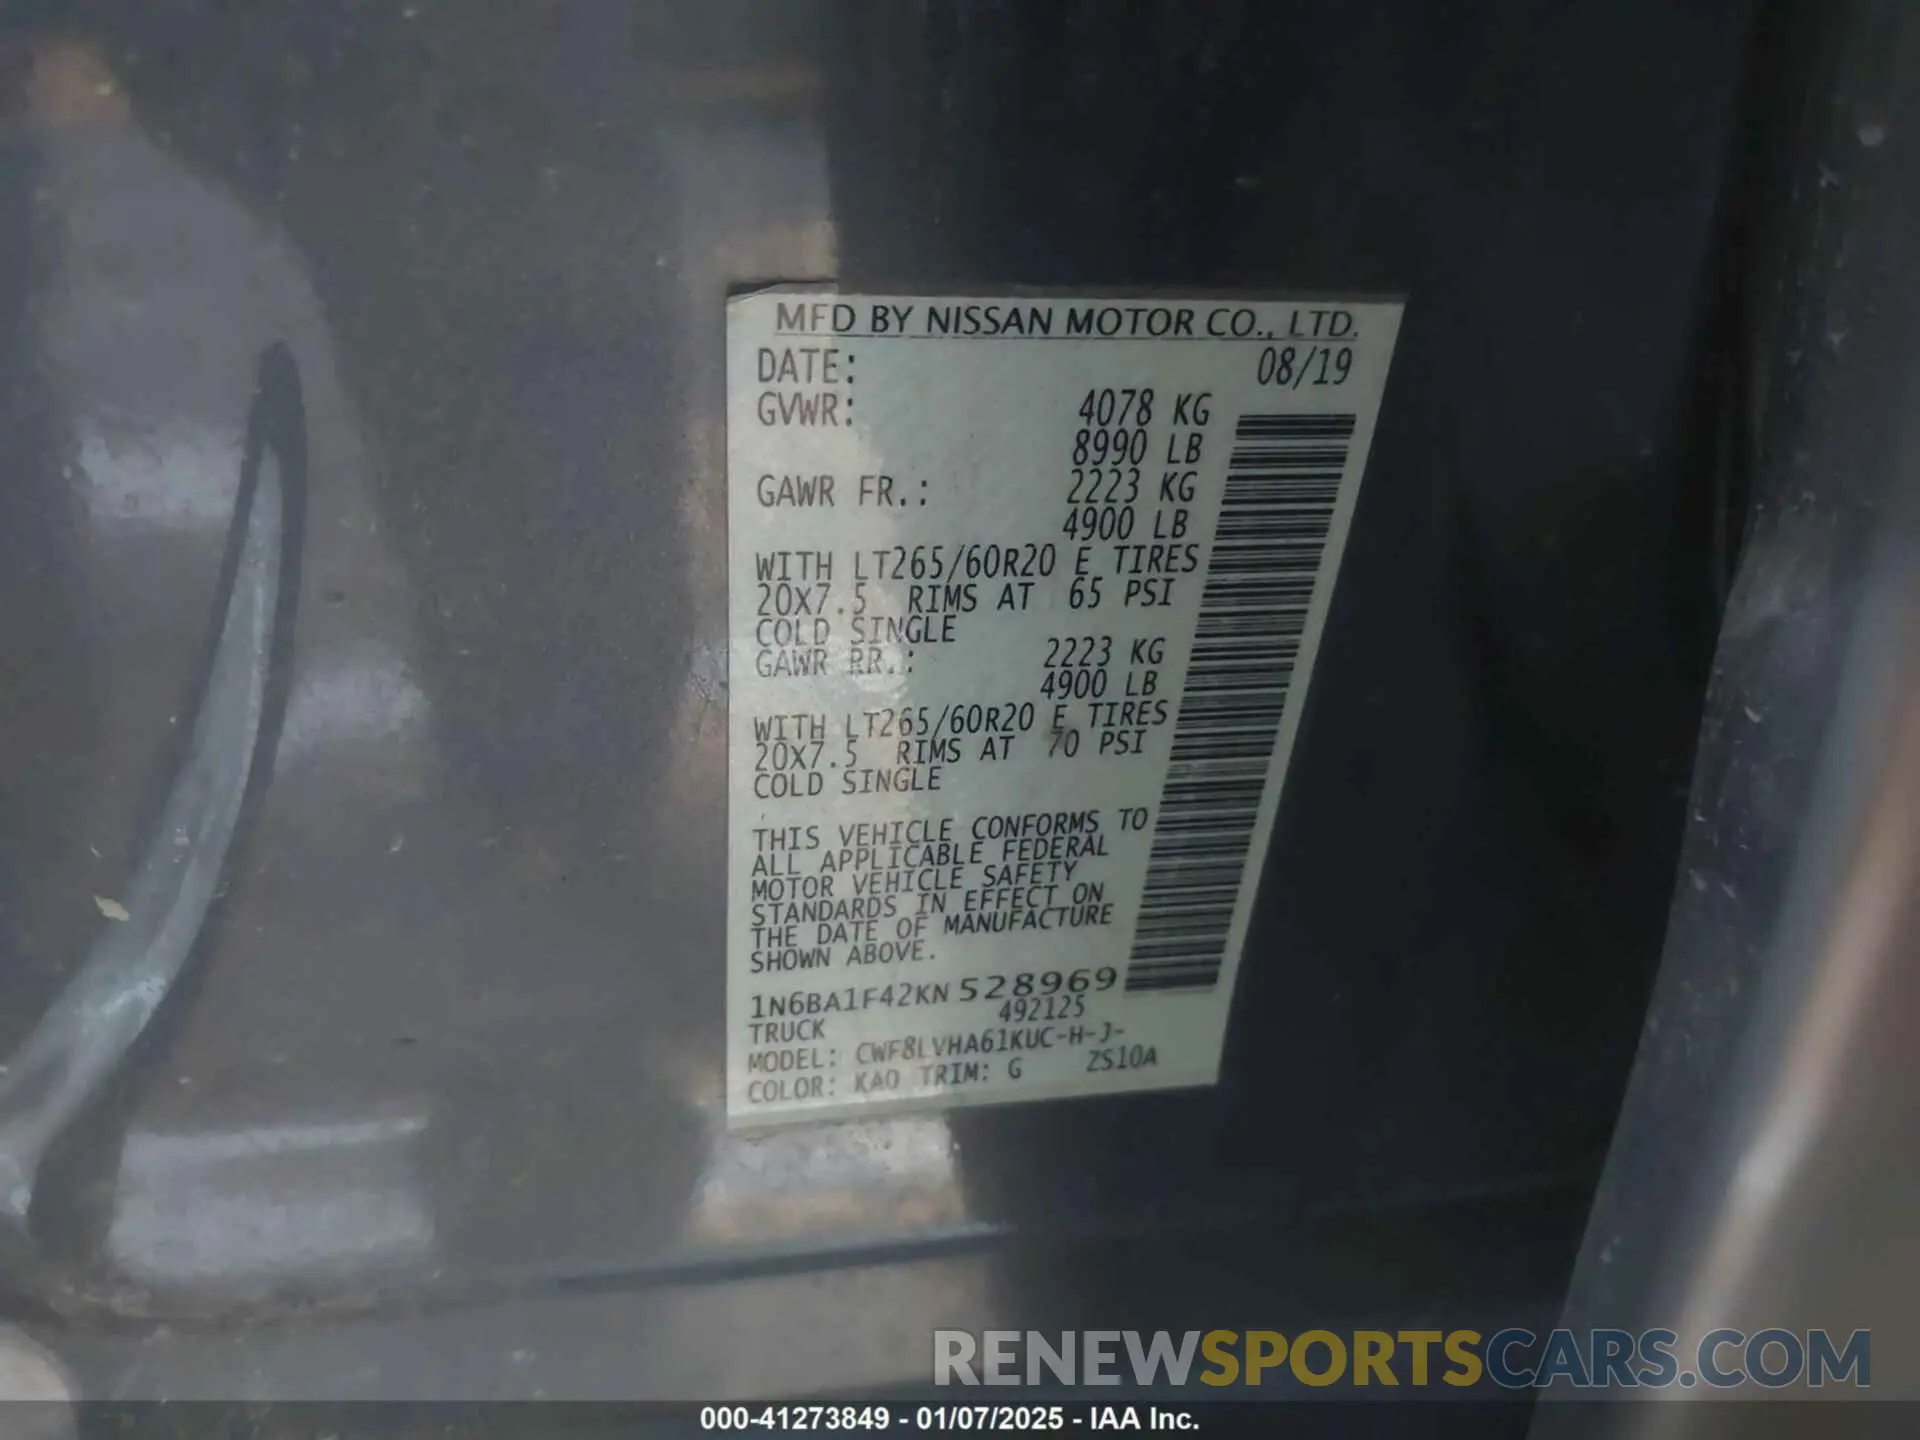 MFD BY NISSAN MOTOR CO., LTD.
DATE: 08/19
GVWR: 4078 KG
8990 LB
GAWR FR.: 2223 KG
4900 LB
WITH LT265/60R20 E TIRES
20X7.5 RIMS AT 65 PSI
COLD SINGLE
GAWR RR.: 2223 KG
4900 LB
WITH LT265/60R20 E TIRES
20X7.5 RIMS AT 70 PSI
COLD SINGLE
THIS VEHICLE CONFORMS TO
ALL APPLICABLE FEDERAL
MOTOR VEHICLE SAFETY
STANDARDS IN EFFECT ON
THE DATE OF MANUFACTURE
SHOWN ABOVE.
1N6BA1F42KN528969
TRUCK 492125
MODEL: CWF8LVHA61KUC-H-J-
COLOR: KAO TRIM: G ZS10A
RENEWSPORTSCARS.COM
000-41273849 - 01/07/2025 - IAA Inc.